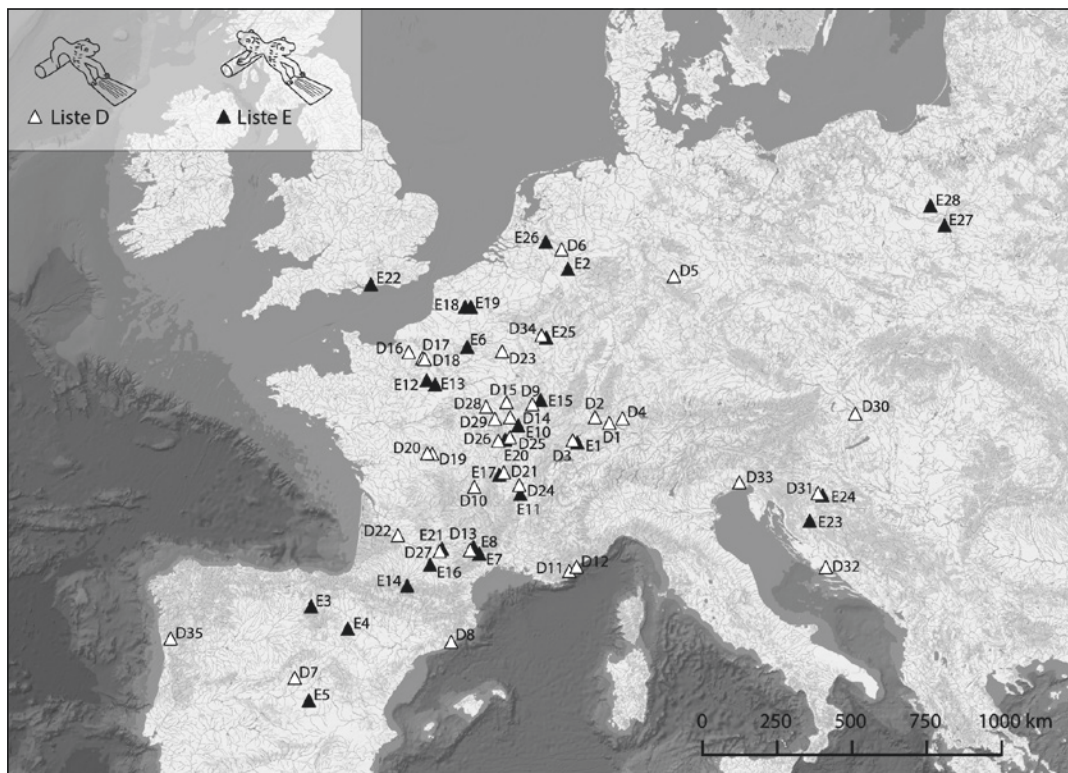 Liste D
Liste E
E28
E27
E26
D6
E2
D5
E22
E18
E19
D34
E25
D17
D16
D18
E6
D23
E12
E13
D15
D9
D28
E15
D2
D4
D29
D14
D1
D30
E10
D26
D25
D3
E1
E20
D20
D19
E17
D21
D33
D10
D24
D31
E24
E11
E23
D22
E21
D13
E8
D27
E7
E16
D11
D12
D32
E14
E3
E4
D35
D8
D7
E5
0
250
500
750
1000 km